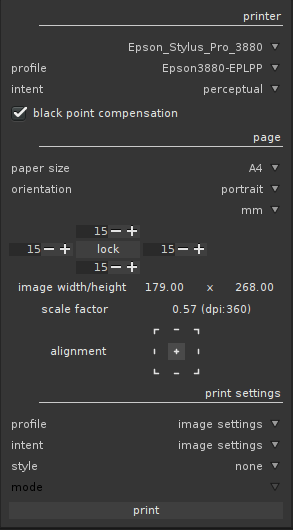 printer
Epson_Stylus_Pro_3880
profile Epson3880-EPLPP
intent perceptual
black point compensation
page
paper size A4
orientation portrait
mm
15 − +
15 − + lock 15 − +
15 − +
image width/height 179.00 x 268.00
scale factor 0.57 (dpi:360)
alignment
print settings
profile image settings
intent image settings
style none
mode
print